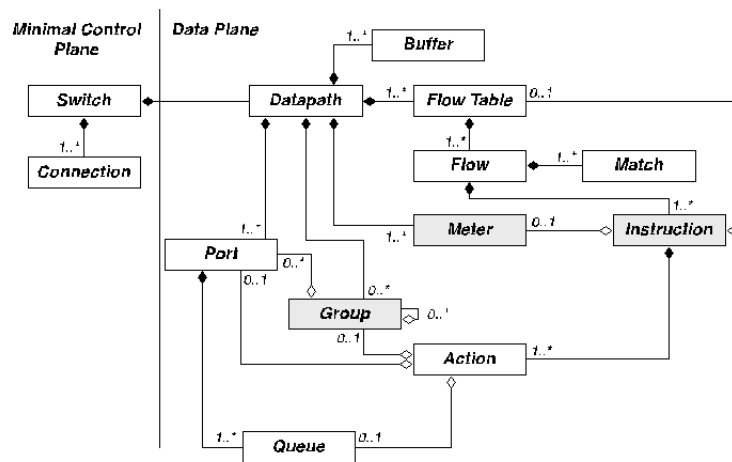 Minimal Control
Plane
Data Plane
1..*
Buffer
Switch
Datapath
1..*
Flow Table
0..1
1..*
Connection
1..*
Flow
1..*
Match
1..*
1..*
Meter
0..1
Instruction
1..*
Port
0..*
0..1
0..*
Group
0..*
0..1
Action
1..*
1..*
Queue
0..1